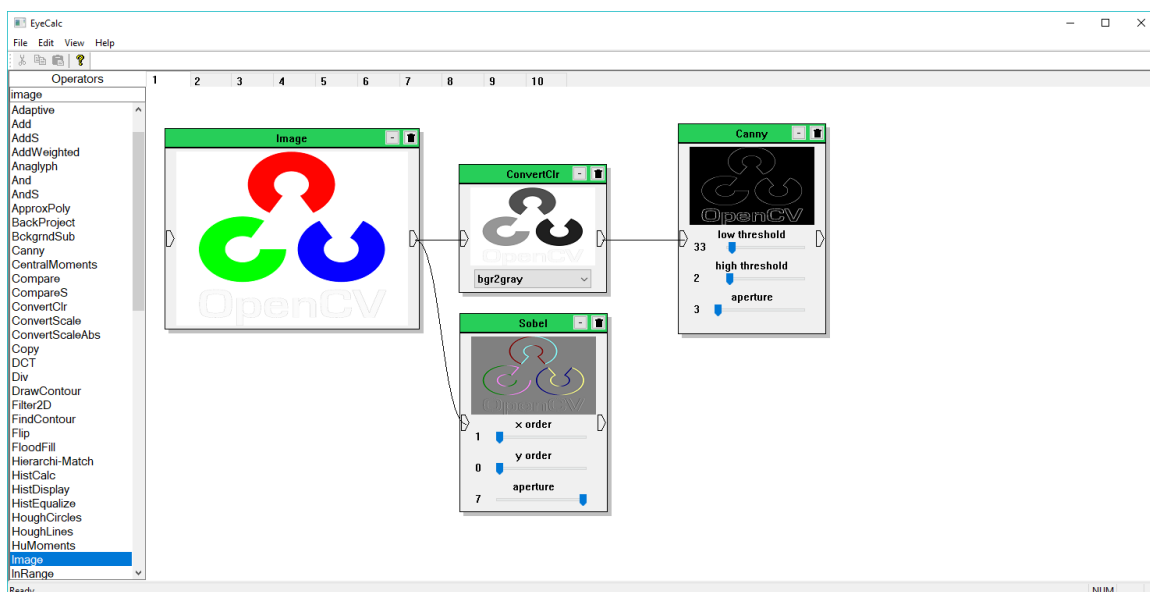 EyeCalc
File Edit View Help
Operators
1 2 3 4 5 6 7 8 9 10
image
Adaptive
Add
AddS
AddWeighted
Anaglyph
And
AndS
ApproxPoly
BackProject
BckgrndSub
Canny
CentralMoments
Compare
CompareS
ConvertClr
ConvertScale
ConvertScaleAbs
Copy
DCT
Div
DrawContour
Filter2D
FindContour
Flip
FloodFill
Hierarchi-Match
HistCalc
HistDisplay
HistEqualize
HoughCircles
HoughLines
HuMoments
Image
InRange
Image
OpenCV
ConvertClr
bgr2gray
Sobel
OpenCV
x order
1
y order
0
aperture
7
Canny
OpenCV
low threshold
33
high threshold
2
aperture
3
Ready
NUM